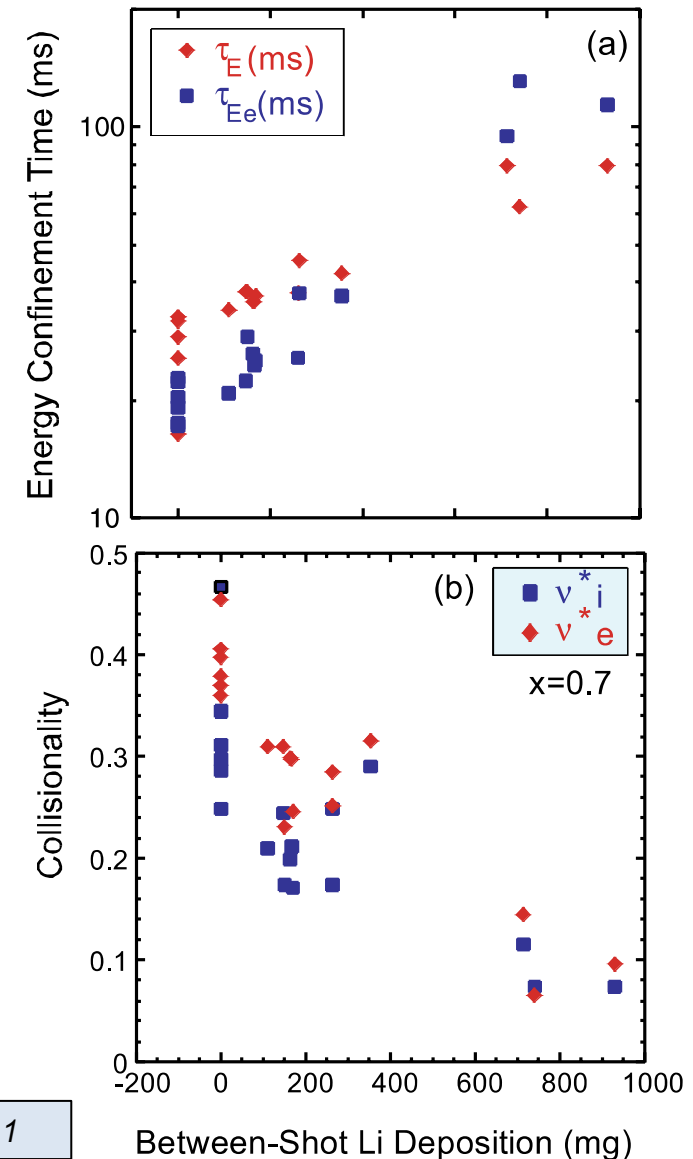 (a)
τE(ms)
τEe(ms)
Energy Confinement Time (ms)
100
10
(b)
ν*i
ν*e
x=0.7
Collisionality
0.5
0.4
0.3
0.2
0.1
0
-200 0 200 400 600 800 1000
1
Between-Shot Li Deposition (mg)